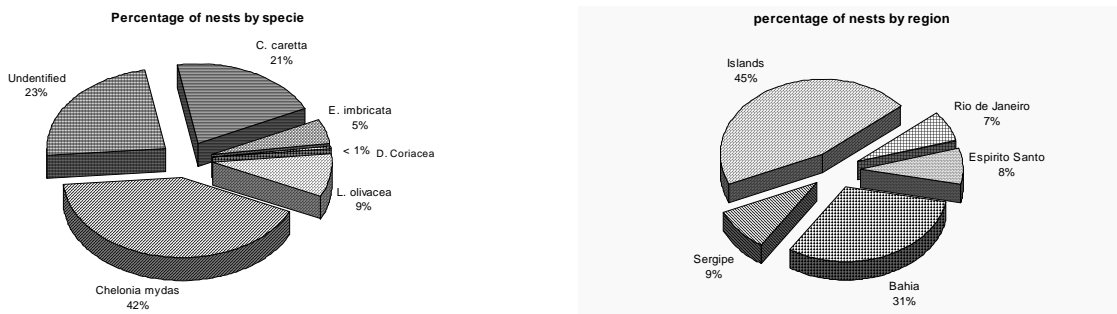 Percentage of nests by specie
C. caretta
21%
Undentified
23%
E. imbricata
5%
< 1% D. Coriacea
L. olivacea
9%
Chelonia mydas
42%
percentage of nests by region
Islands
45%
Rio de Janeiro
7%
Espirito Santo
8%
Sergipe
9%
Bahia
31%